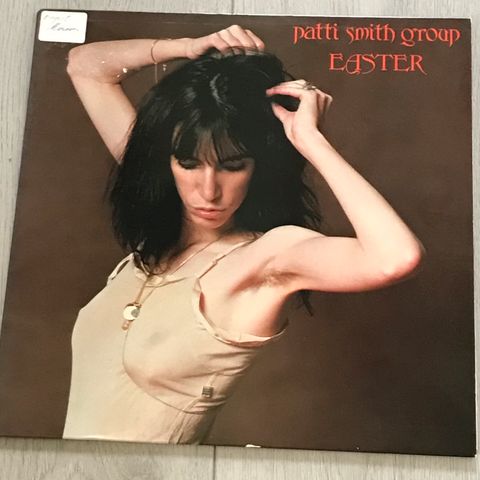 patti smith group
EASTER